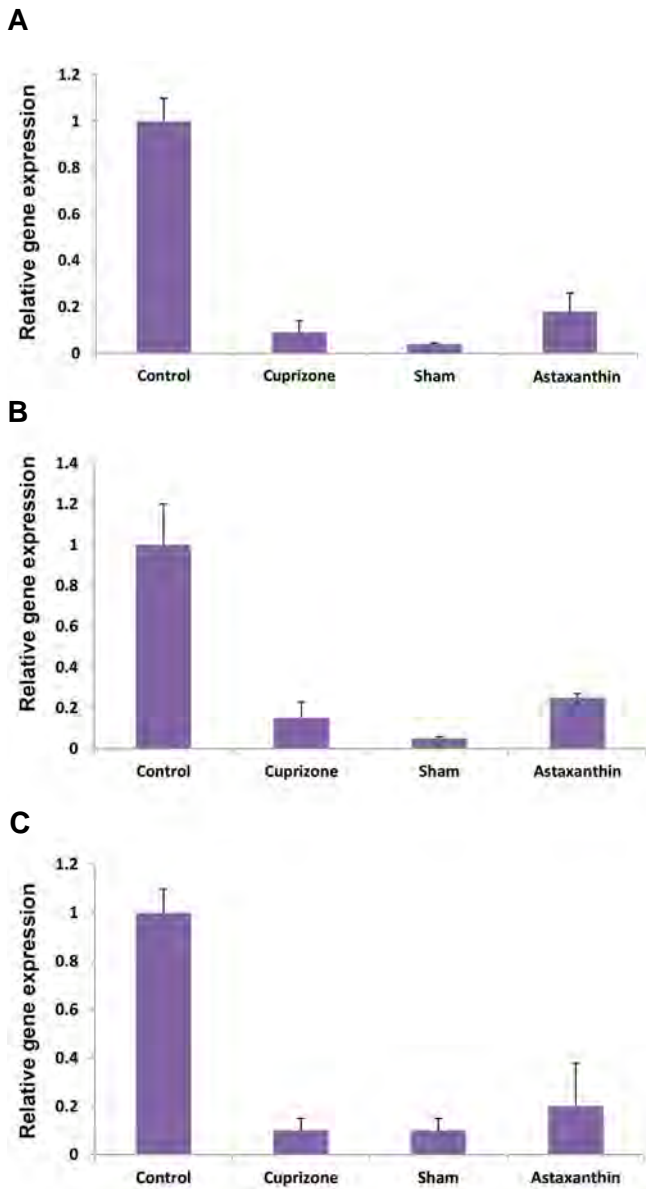 A
Relative gene expression
1.2
1
0.8
0.6
0.4
0.2
0
Control Cuprizone Sham Astaxanthin
B
Relative gene expression
1.4
1.2
1
0.8
0.6
0.4
0.2
0
Control Cuprizone Sham Astaxanthin
C
Relative gene expression
1.2
1
0.8
0.6
0.4
0.2
0
Control Cuprizone Sham Astaxanthin